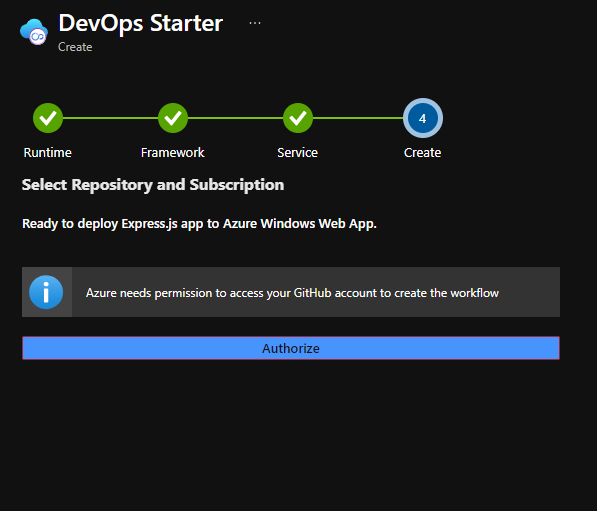 DevOps Starter ...
Create
4
Runtime Framework Service Create
Select Repository and Subscription
Ready to deploy Express.js app to Azure Windows Web App.
i Azure needs permission to access your GitHub account to create the workflow
Authorize